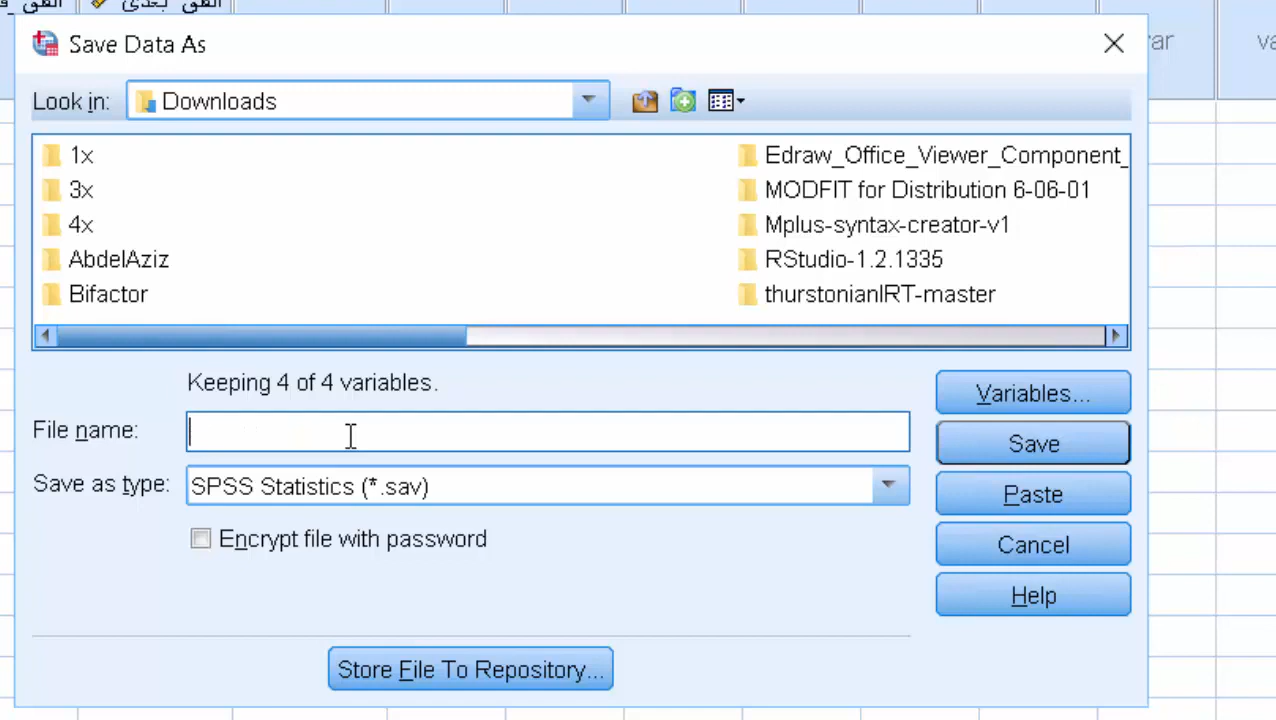 القلق_بعدى
Save Data As
var
Look in: Downloads
1x
3x
4x
AbdelAziz
Bifactor
Edraw_Office_Viewer_Component_
MODFIT for Distribution 6-06-01
Mplus-syntax-creator-v1
RStudio-1.2.1335
thurstonianIRT-master
Keeping 4 of 4 variables.
File name:
Save as type: SPSS Statistics (*.sav)
Encrypt file with password
Variables...
Save
Paste
Cancel
Help
Store File To Repository...